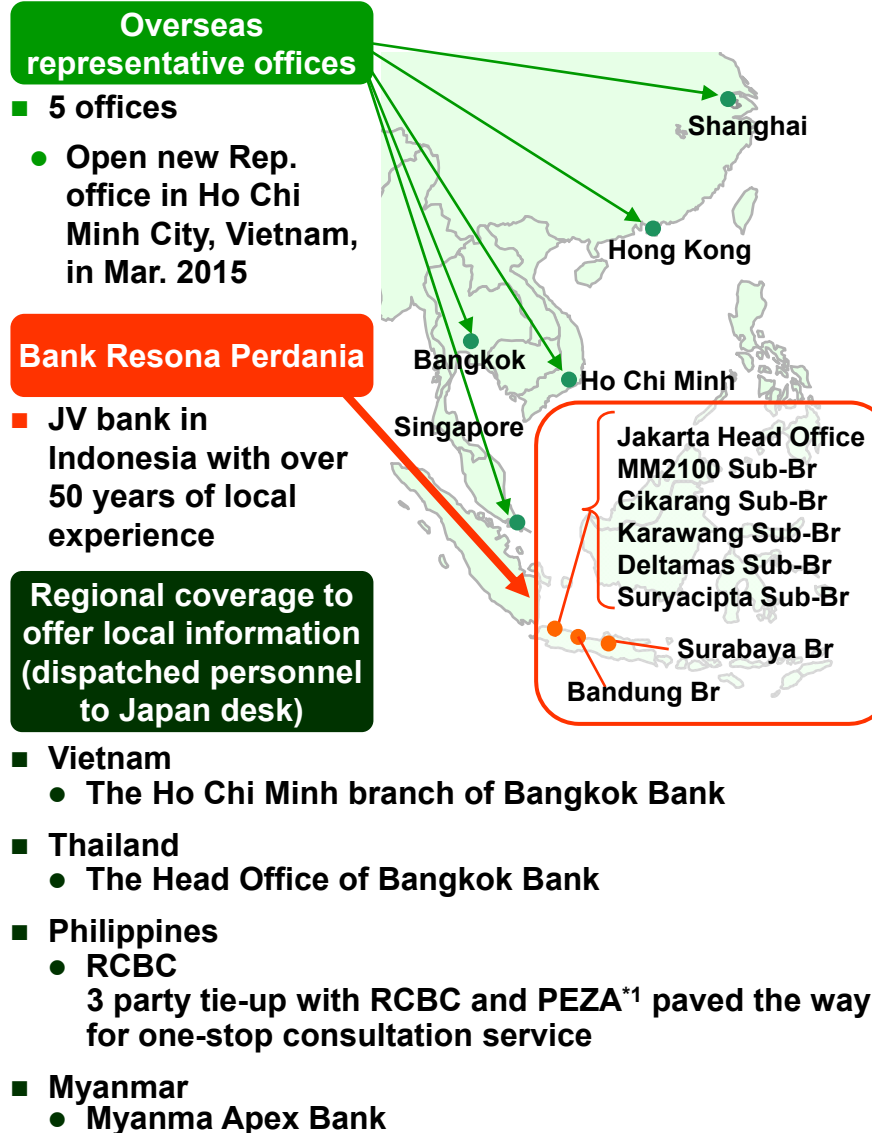 Overseas
representative offices
■ 5 offices
● Open new Rep.
office in Ho Chi
Minh City, Vietnam,
in Mar. 2015
Bank Resona Perdania
■ JV bank in
Indonesia with over
50 years of local
experience
Regional coverage to
offer local information
(dispatched personnel
to Japan desk)
Shanghai
Hong Kong
Bangkok
Ho Chi Minh
Singapore
Jakarta Head Office
MM2100 Sub-Br
Cikarang Sub-Br
Karawang Sub-Br
Deltamas Sub-Br
Suryacipta Sub-Br
Surabaya Br
Bandung Br
■ Vietnam
● The Ho Chi Minh branch of Bangkok Bank
■ Thailand
● The Head Office of Bangkok Bank
■ Philippines
● RCBC
3 party tie-up with RCBC and PEZA*1 paved the way
for one-stop consultation service
■ Myanmar
● Myanma Apex Bank